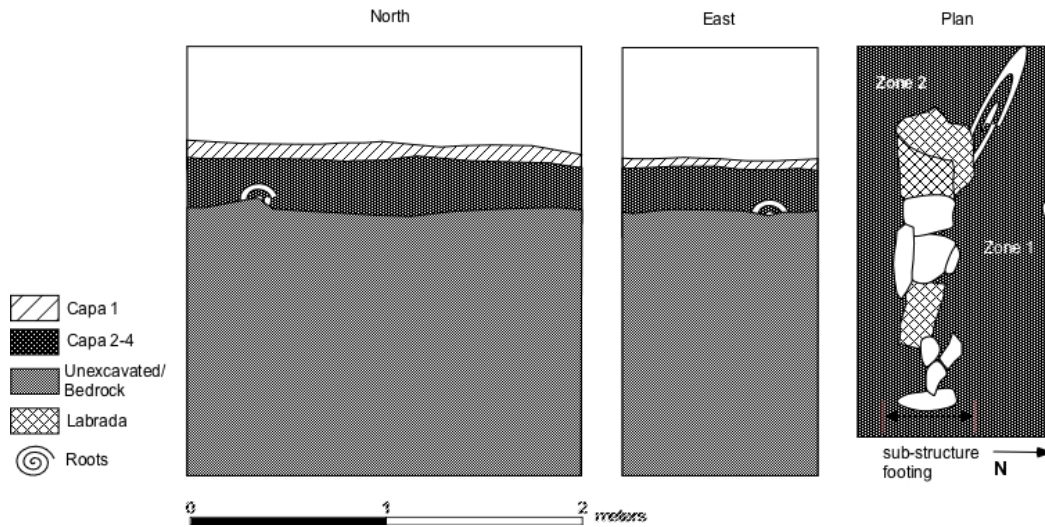 North
East
Plan
Zone 2
Zone 1
Capa 1
Capa 2-4
Unexcavated/
Bedrock
Labrada
Roots
sub-structure
footing
N
0 1 2 meters